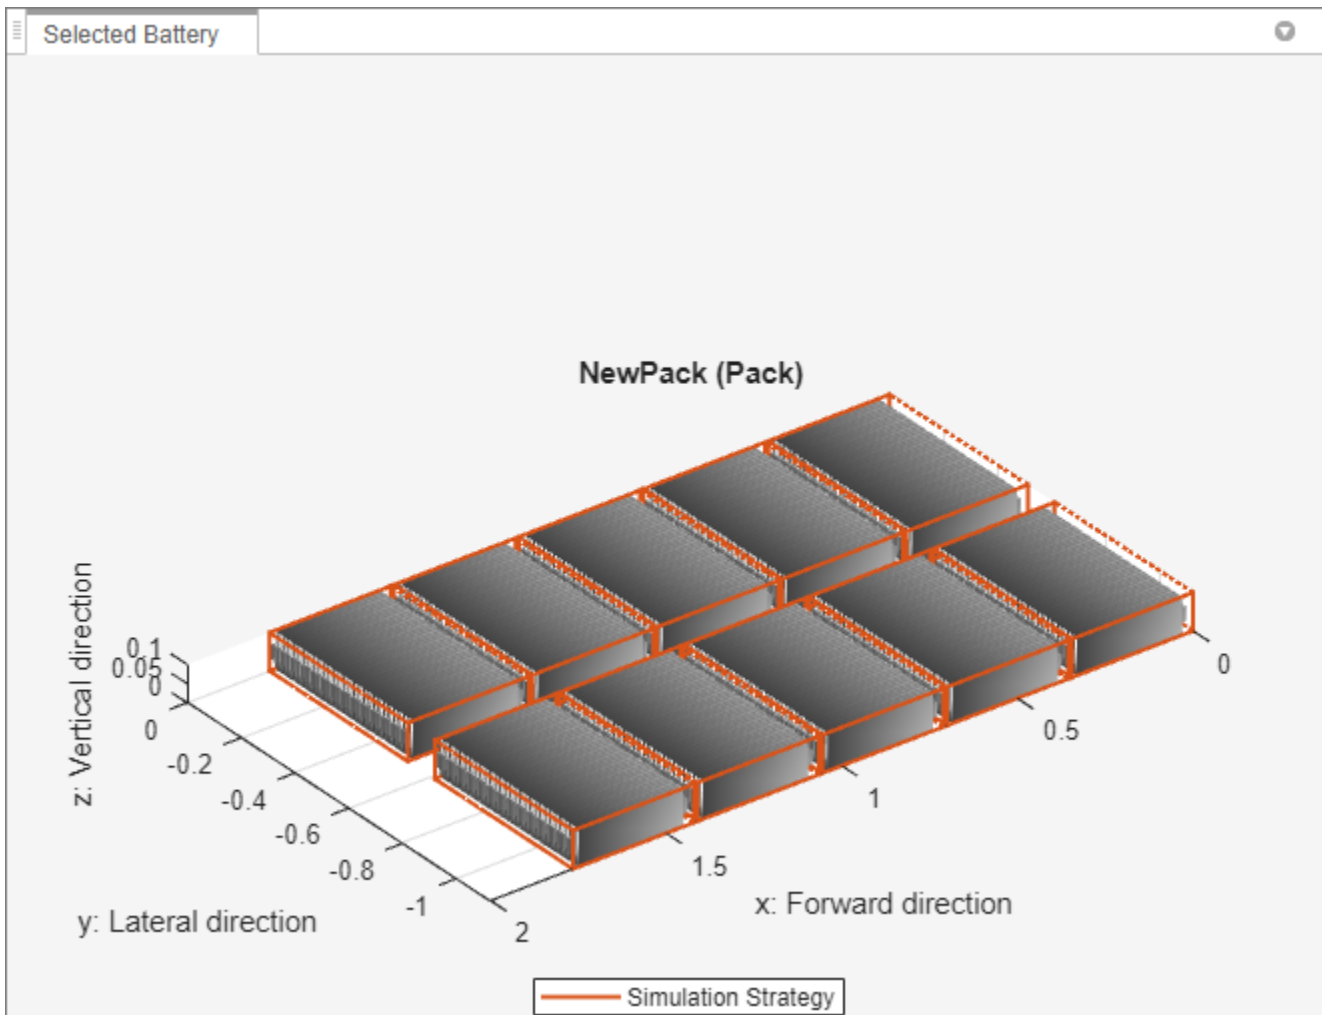 Selected Battery
NewPack (Pack)
z: Vertical direction
0.1
0.05
0
0
-0.2
-0.4
-0.6
-0.8
-1
y: Lateral direction
0
0.5
1
1.5
2
x: Forward direction
Simulation Strategy